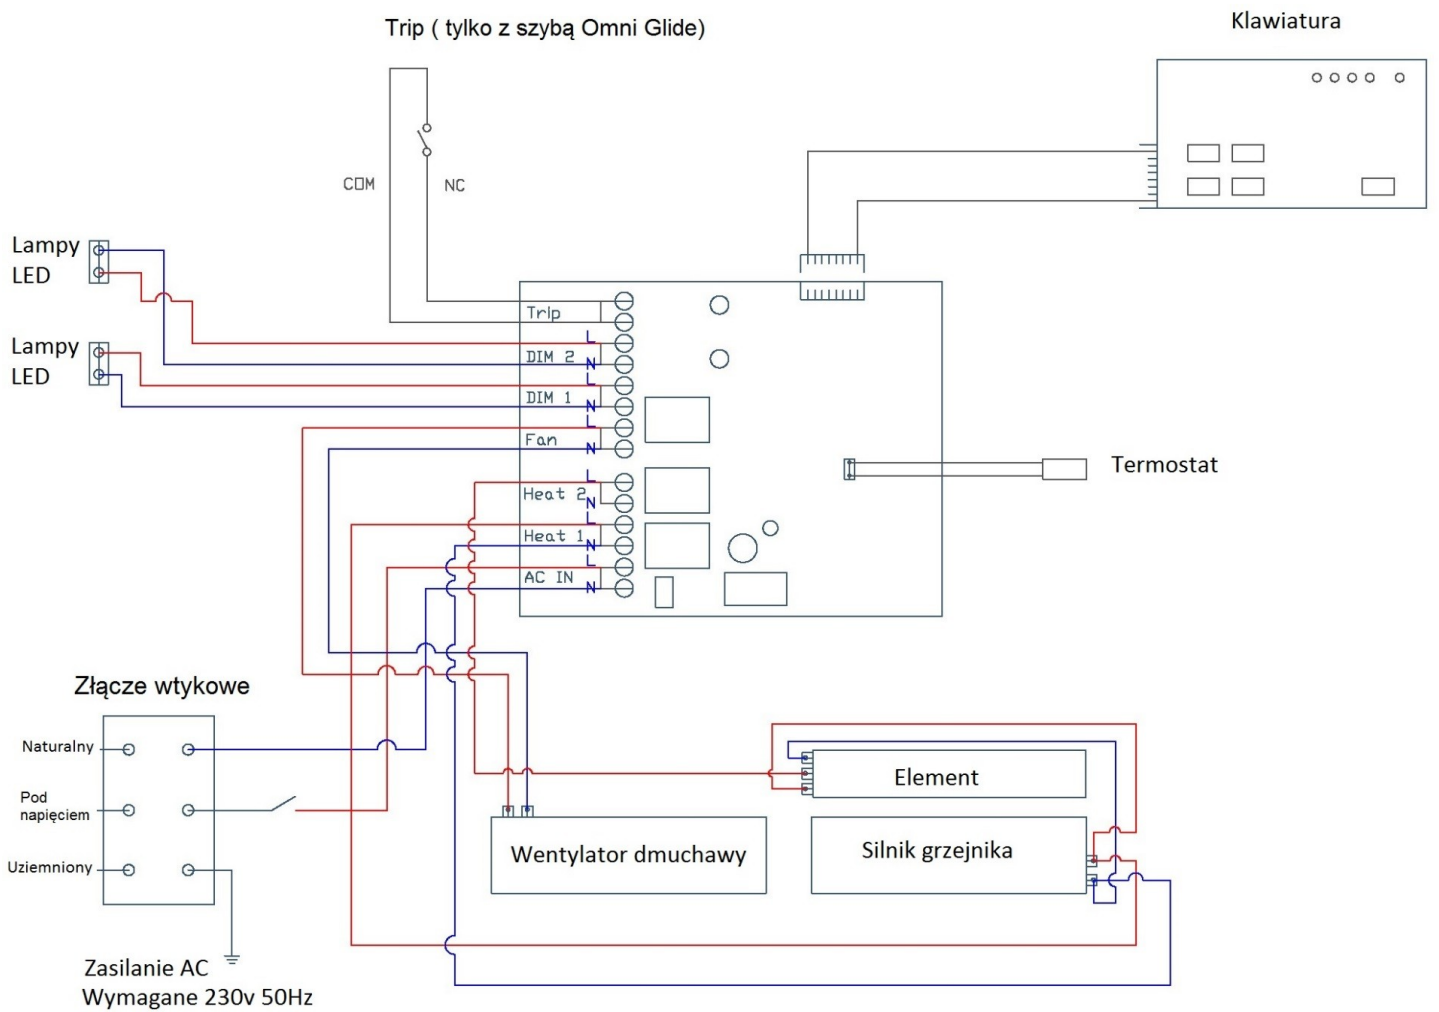 Trip ( tylko z szybą Omni Glide)
Klawiatura
COM
NC
Lampy
LED
Lampy
LED
Trip
L
DIM 2
N
L
DIM 1
N
L
Fan
N
L
Heat 2
N
L
Heat 1
N
L
AC IN
N
Termostat
Złącze wtykowe
Naturalny
Pod
napięciem
Uziemniony
Element
Wentylator dmuchawy
Silnik grzejnika
Zasilanie AC
Wymagane 230v 50Hz